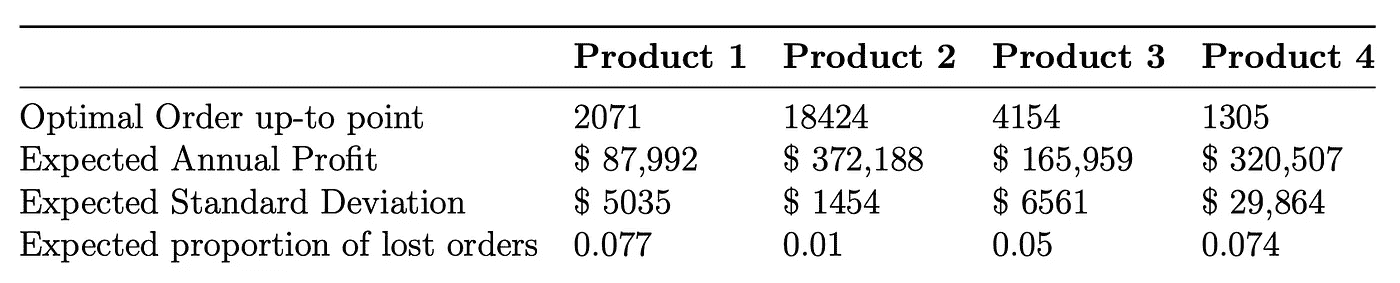 Product 1 Product 2 Product 3 Product 4
Optimal Order up-to point 2071 18424 4154 1305
Expected Annual Profit $ 87,992 $ 372,188 $ 165,959 $ 320,507
Expected Standard Deviation $ 5035 $ 1454 $ 6561 $ 29,864
Expected proportion of lost orders 0.077 0.01 0.05 0.074